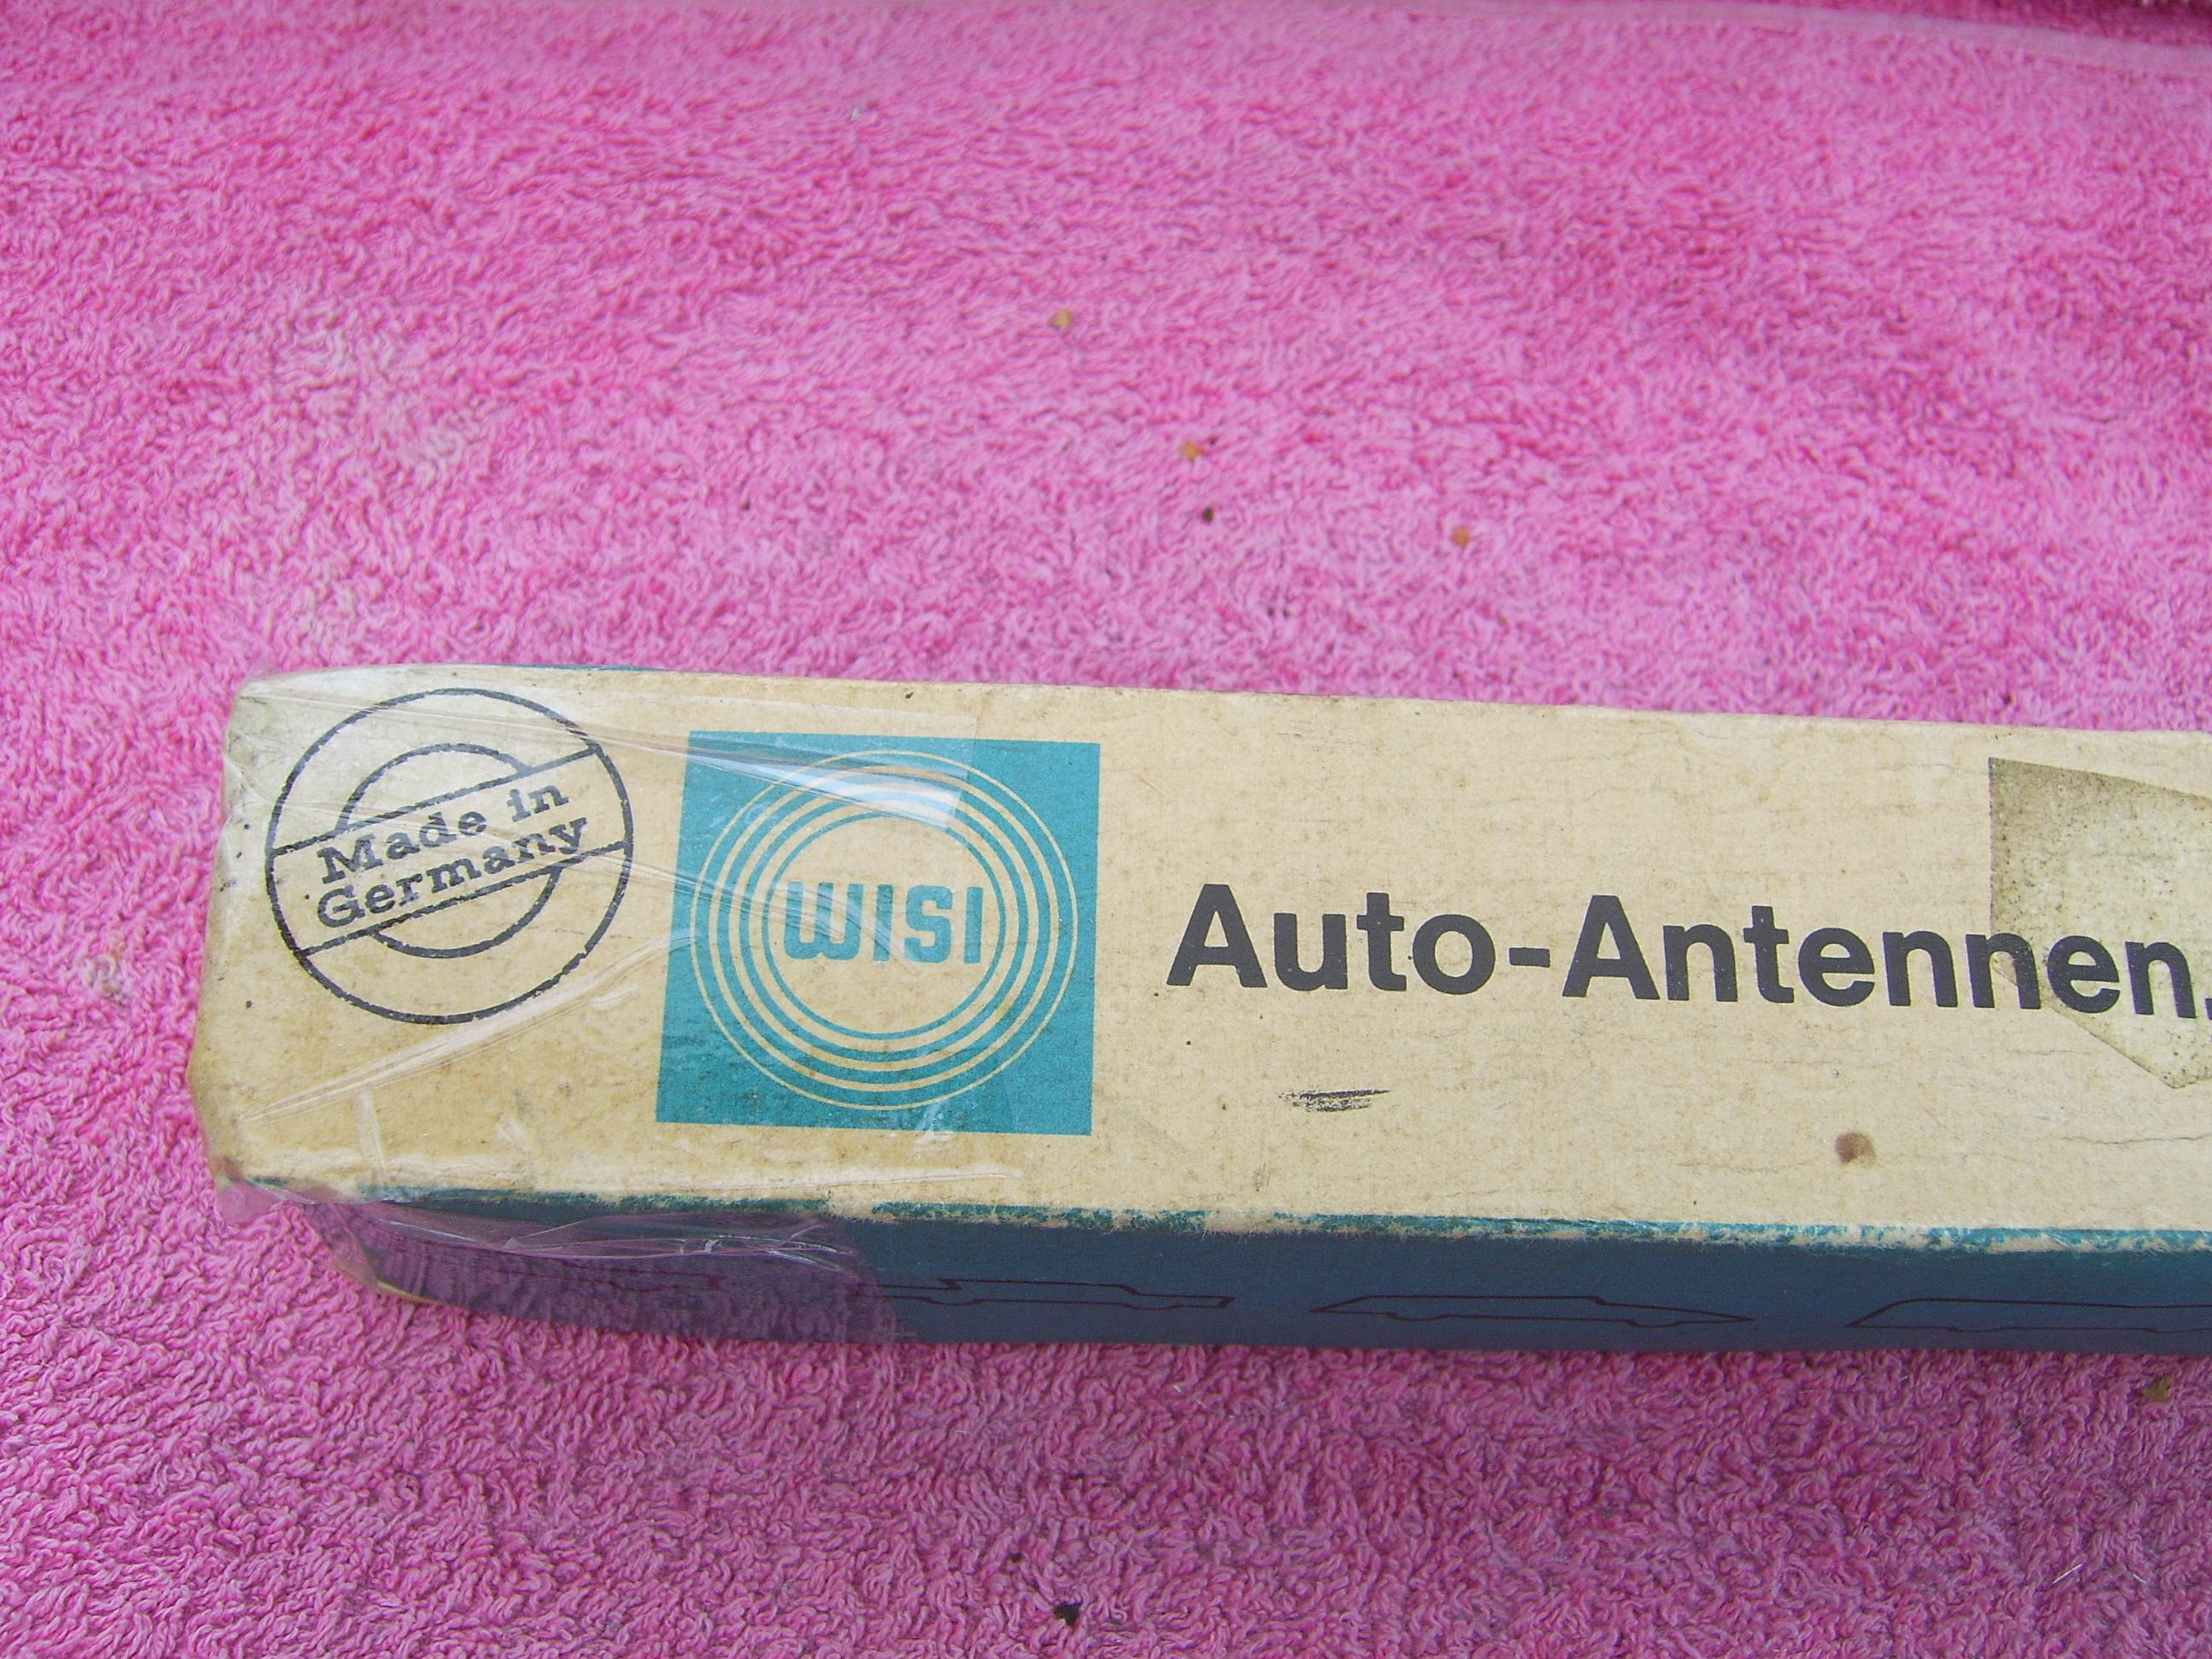 Made in
Germany
WISI
Auto-Antennen.